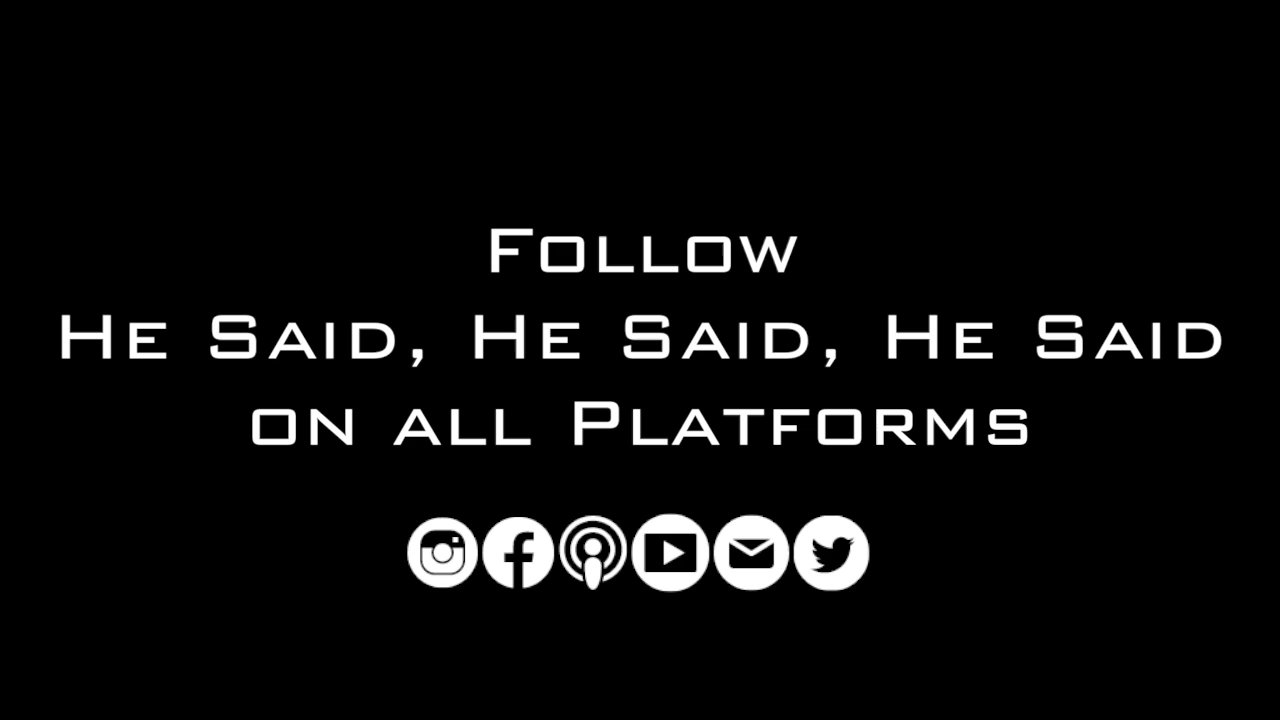 Follow
He Said, He Said, He Said
on all Platforms